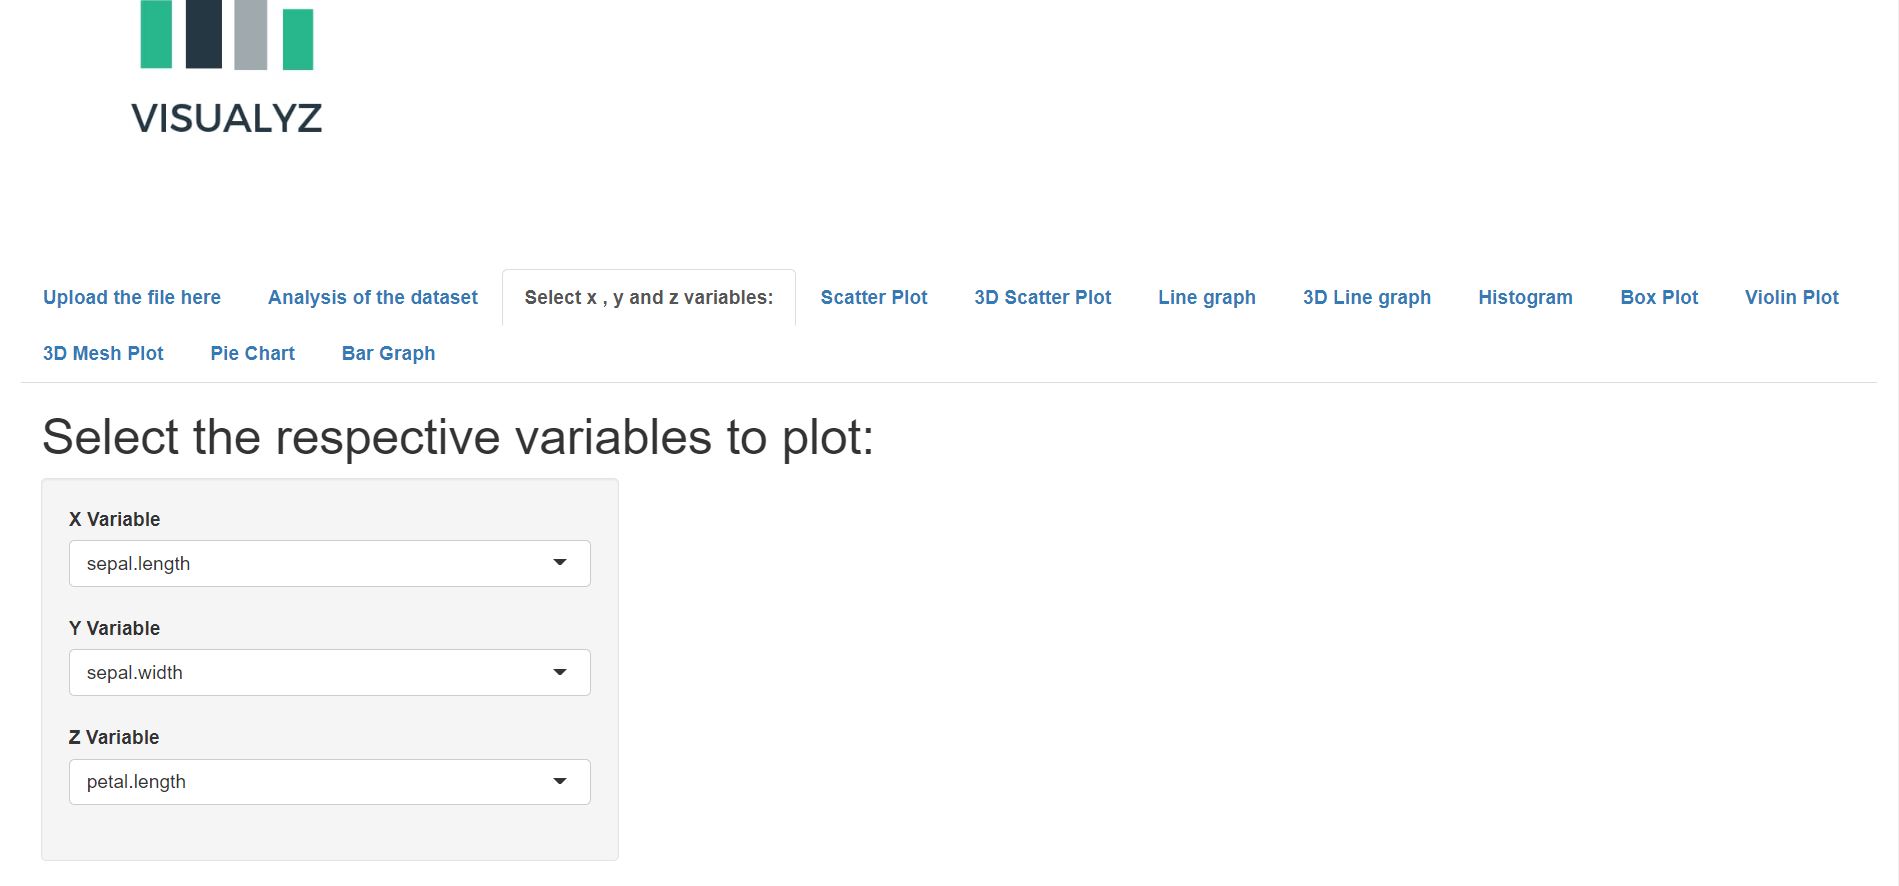 VISUALYZ
Upload the file here Analysis of the dataset Select x , y and z variables: Scatter Plot 3D Scatter Plot Line graph 3D Line graph Histogram Box Plot Violin Plot
3D Mesh Plot Pie Chart Bar Graph
Select the respective variables to plot:
X Variable
sepal.length
Y Variable
sepal.width
Z Variable
petal.length